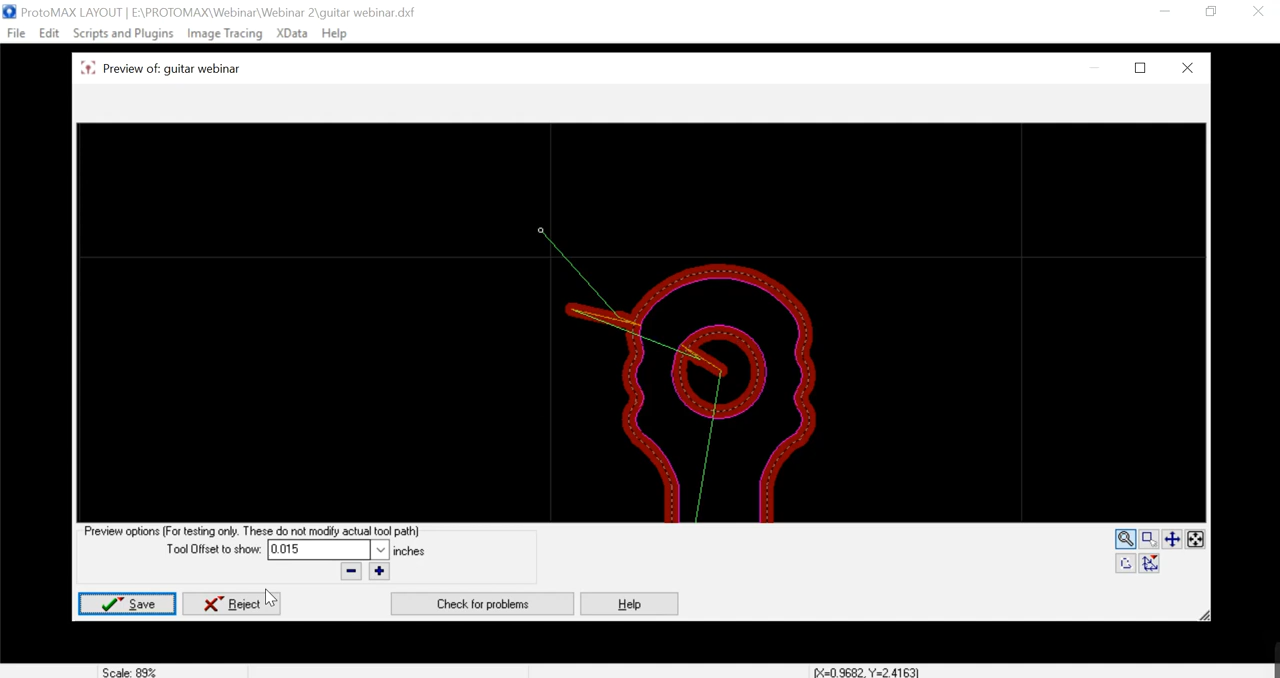 ProtoMAX LAYOUT | E:\PROTOMAX\Webinar\Webinar 2\guitar webinar.dxf
File Edit Scripts and Plugins Image Tracing XData Help
Preview of: guitar webinar
Preview options (For testing only. These do not modify actual tool path)
Tool Offset to show: 0.015 inches
Save Reject Check for problems Help
Scale: 89% (X=0.9682, Y=2.4163)